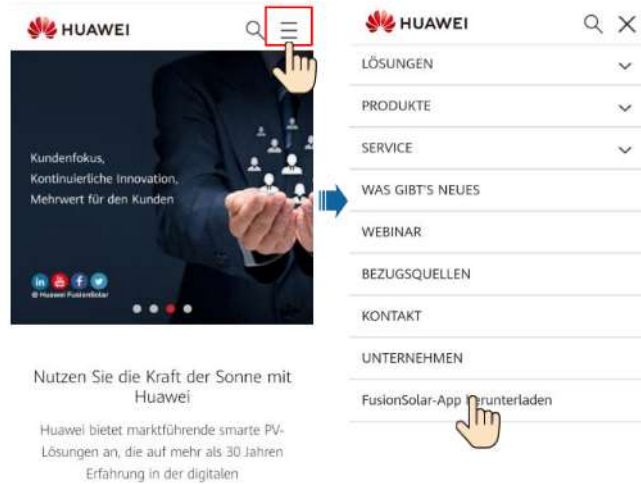 HUAWEI
Kundenfokus,
Kontinuierliche Innovation,
Mehrwert für den Kunden
© Huawei FusionSolar
Nutzen Sie die Kraft der Sonne mit
Huawei
Huawei bietet marktführende smarte PV-
Lösungen an, die auf mehr als 30 Jahren
Erfahrung in der digitalen
HUAWEI
LÖSUNGEN
PRODUKTE
SERVICE
WAS GIBT'S NEUES
WEBINAR
BEZUGSQUELLEN
KONTAKT
UNTERNEHMEN
FusionSolar-App herunterladen